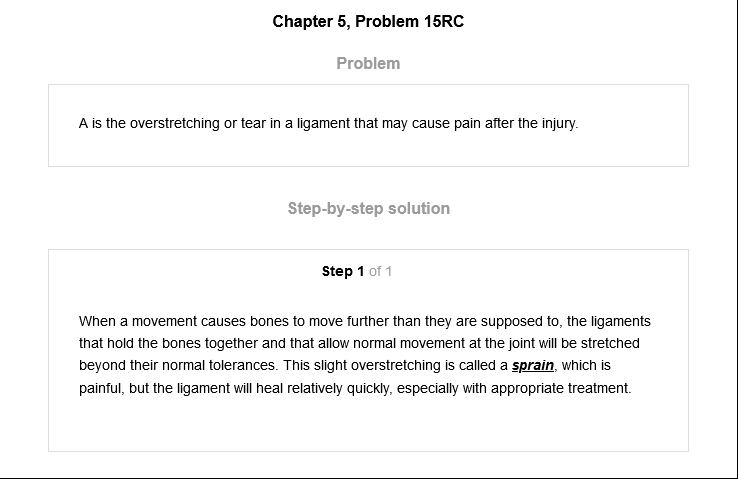 Chapter 5, Problem 15RC
Problem
A is the overstretching or tear in a ligament that may cause pain after the injury.
Step-by-step solution
Step 1 of 1
When a movement causes bones to move further than they are supposed to, the ligaments
that hold the bones together and that allow normal movement at the joint will be stretched
beyond their normal tolerances. This slight overstretching is called a sprain, which is
painful, but the ligament will heal relatively quickly, especially with appropriate treatment.